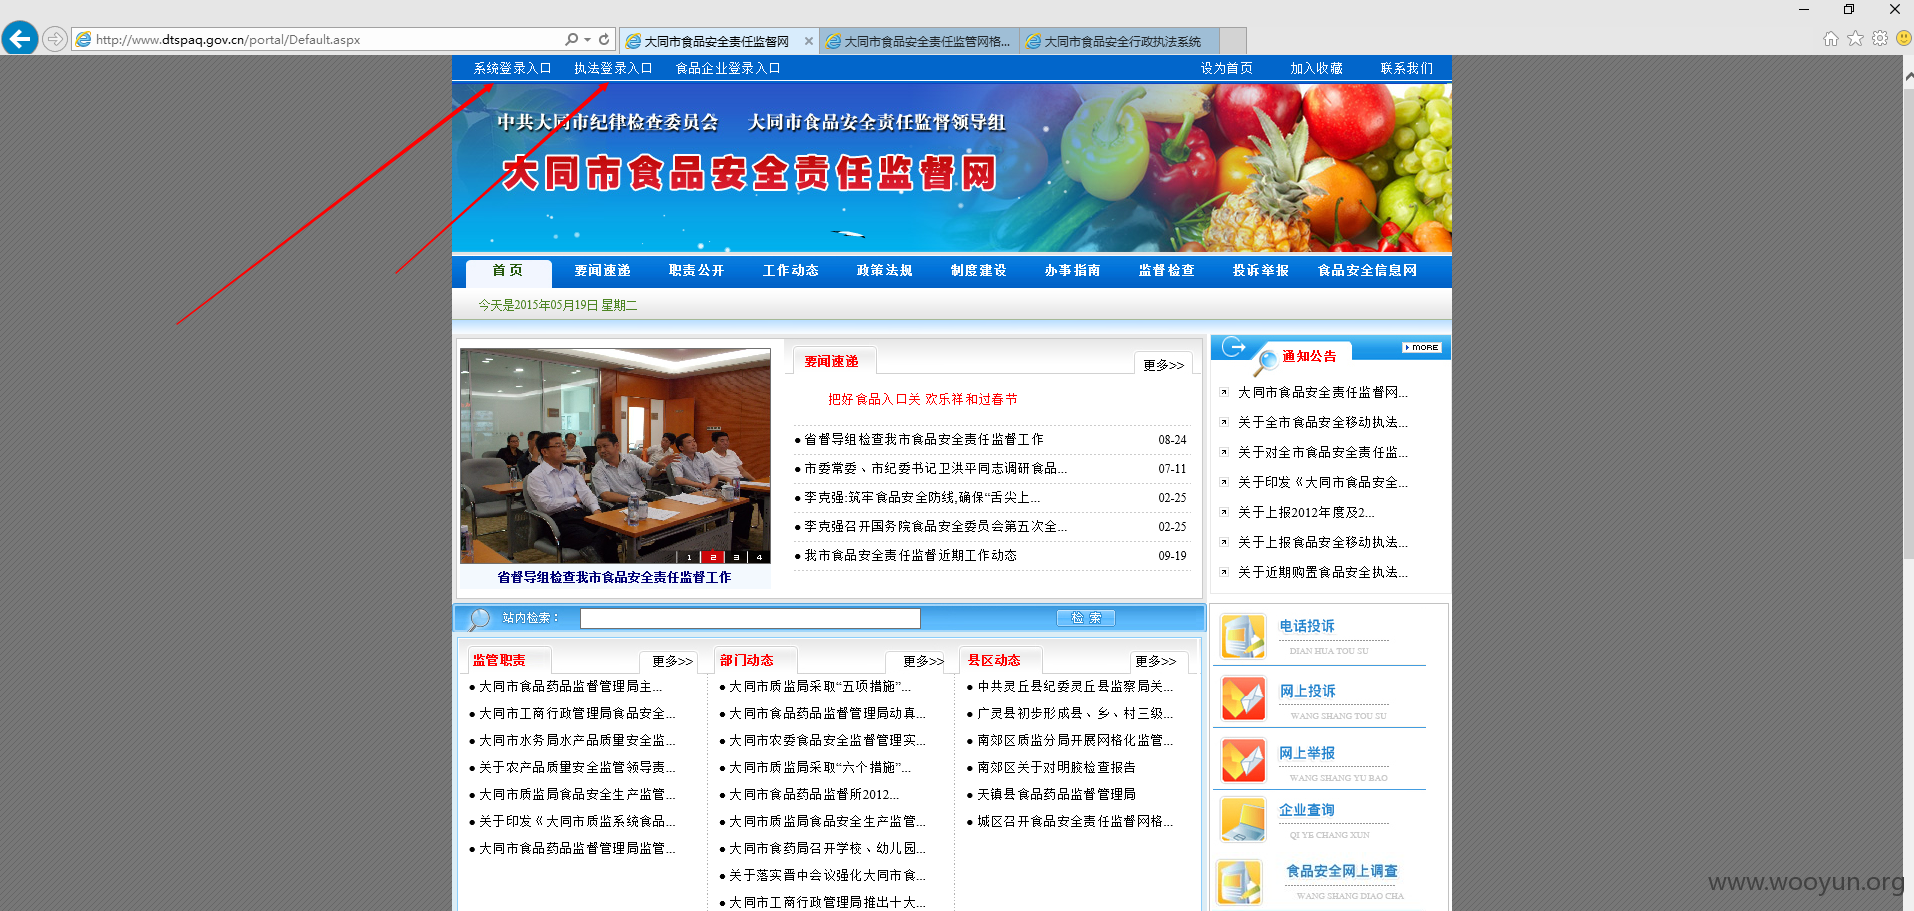 http://www.dtspaq.gov.cn/portal/Default.aspx
大同市食品安全责任监督网
大同市食品安全责任监管网格...
大同市食品安全行政执法系统
系统登录入口 执法登录入口 食品企业登录入口 设为首页 加入收藏 联系我们
中共大同市纪律检查委员会 大同市食品安全责任监督领导组
大同市食品安全责任监督网
首 页 要闻速递 职责公开 工作动态 政策法规 制度建设 办事指南 监督检查 投诉举报 食品安全信息网
今天是2015年05月19日 星期二
1 2 3 4
省督导组检查我市食品安全责任监督工作
要闻速递 更多>>
把好食品入口关 欢乐祥和过春节
省督导组检查我市食品安全责任监督工作 08-24
市委常委、市纪委书记卫洪平同志调研食品... 07-11
李克强:筑牢食品安全防线,确保“舌尖上... 02-25
李克强召开国务院食品安全委员会第五次全... 02-25
我市食品安全责任监督近期工作动态 09-19
通知公告 MORE
大同市食品安全责任监督网...
关于全市食品安全移动执法...
关于对全市食品安全责任监...
关于印发《大同市食品安全...
关于上报2012年度及2...
关于上报食品安全移动执法...
关于近期购置食品安全执法...
站内检索： 检 索
监管职责 更多>>
大同市食品药品监督管理局主...
大同市工商行政管理局食品安全...
大同市水务局水产品质量安全监...
关于农产品质量安全监管领导责...
大同市质监局食品安全生产监管...
关于印发《大同市质监系统食品...
大同市食品药品监督管理局监管...
部门动态 更多>>
大同市质监局采取“五项措施”...
大同市食品药品监督管理局动真...
大同市农委食品安全监督管理实...
大同市质监局采取“六个措施”...
大同市食品药品监督所2012...
大同市质监局食品安全生产监管...
大同市食药局召开学校、幼儿园...
关于落实晋中会议强化大同市食...
大同市工商行政管理局推出十大...
县区动态 更多>>
中共灵丘县纪委灵丘县监察局关...
广灵县初步形成县、乡、村三级...
南郊区质监分局开展网格化监管...
南郊区关于对明胶检查报告
天镇县食品药品监督管理局
城区召开食品安全责任监督网格...
电话投诉
DIAN HUA TOU SU
网上投诉
WANG SHANG TOU SU
网上举报
WANG SHANG YU BAO
企业查询
QI YE CHANG XUN
食品安全网上调查
WANG SHANG DIAO CHA
www.wooyun.org